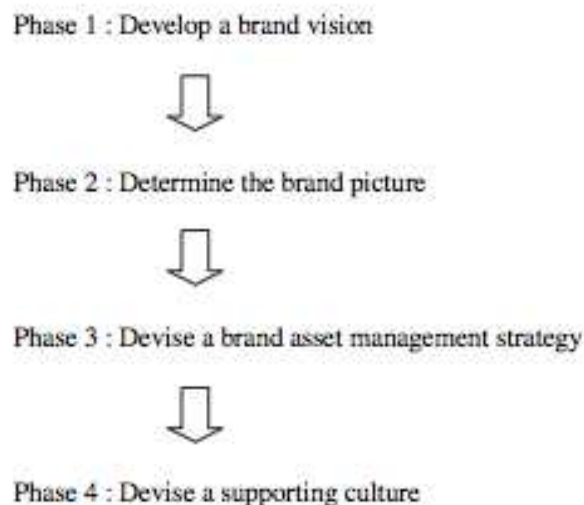 Phase 1 : Develop a brand vision
Phase 2 : Determine the brand picture
Phase 3 : Devise a brand asset management strategy
Phase 4 : Devise a supporting culture